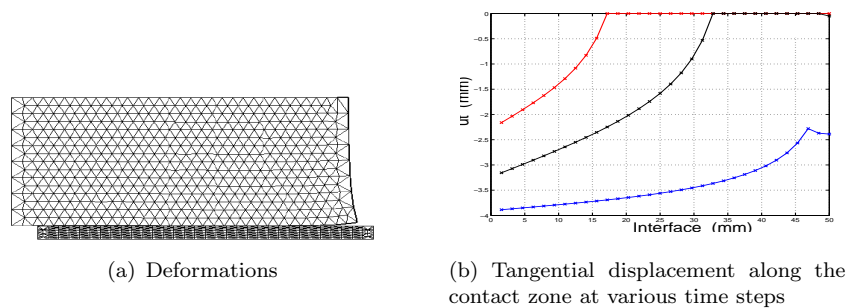 0
−0.5
−1
−1.5
−2
−2.5
−3
−3.5
−4
0 5 10 15 20 25 30 35 40 45 50
ut (mm)
Interface (mm)
(a) Deformations
(b) Tangential displacement along the
contact zone at various time steps